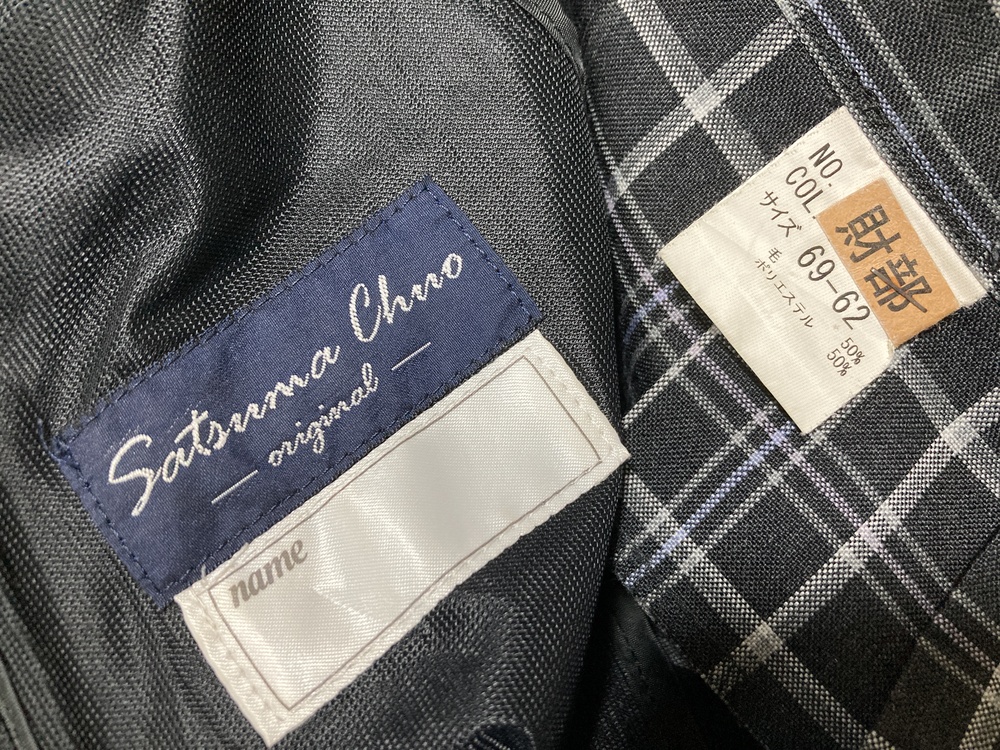 Satsuma Chuo
original
name
NO.
COL.
財部
サイズ 69-62
毛 50%
ポリエステル 50%